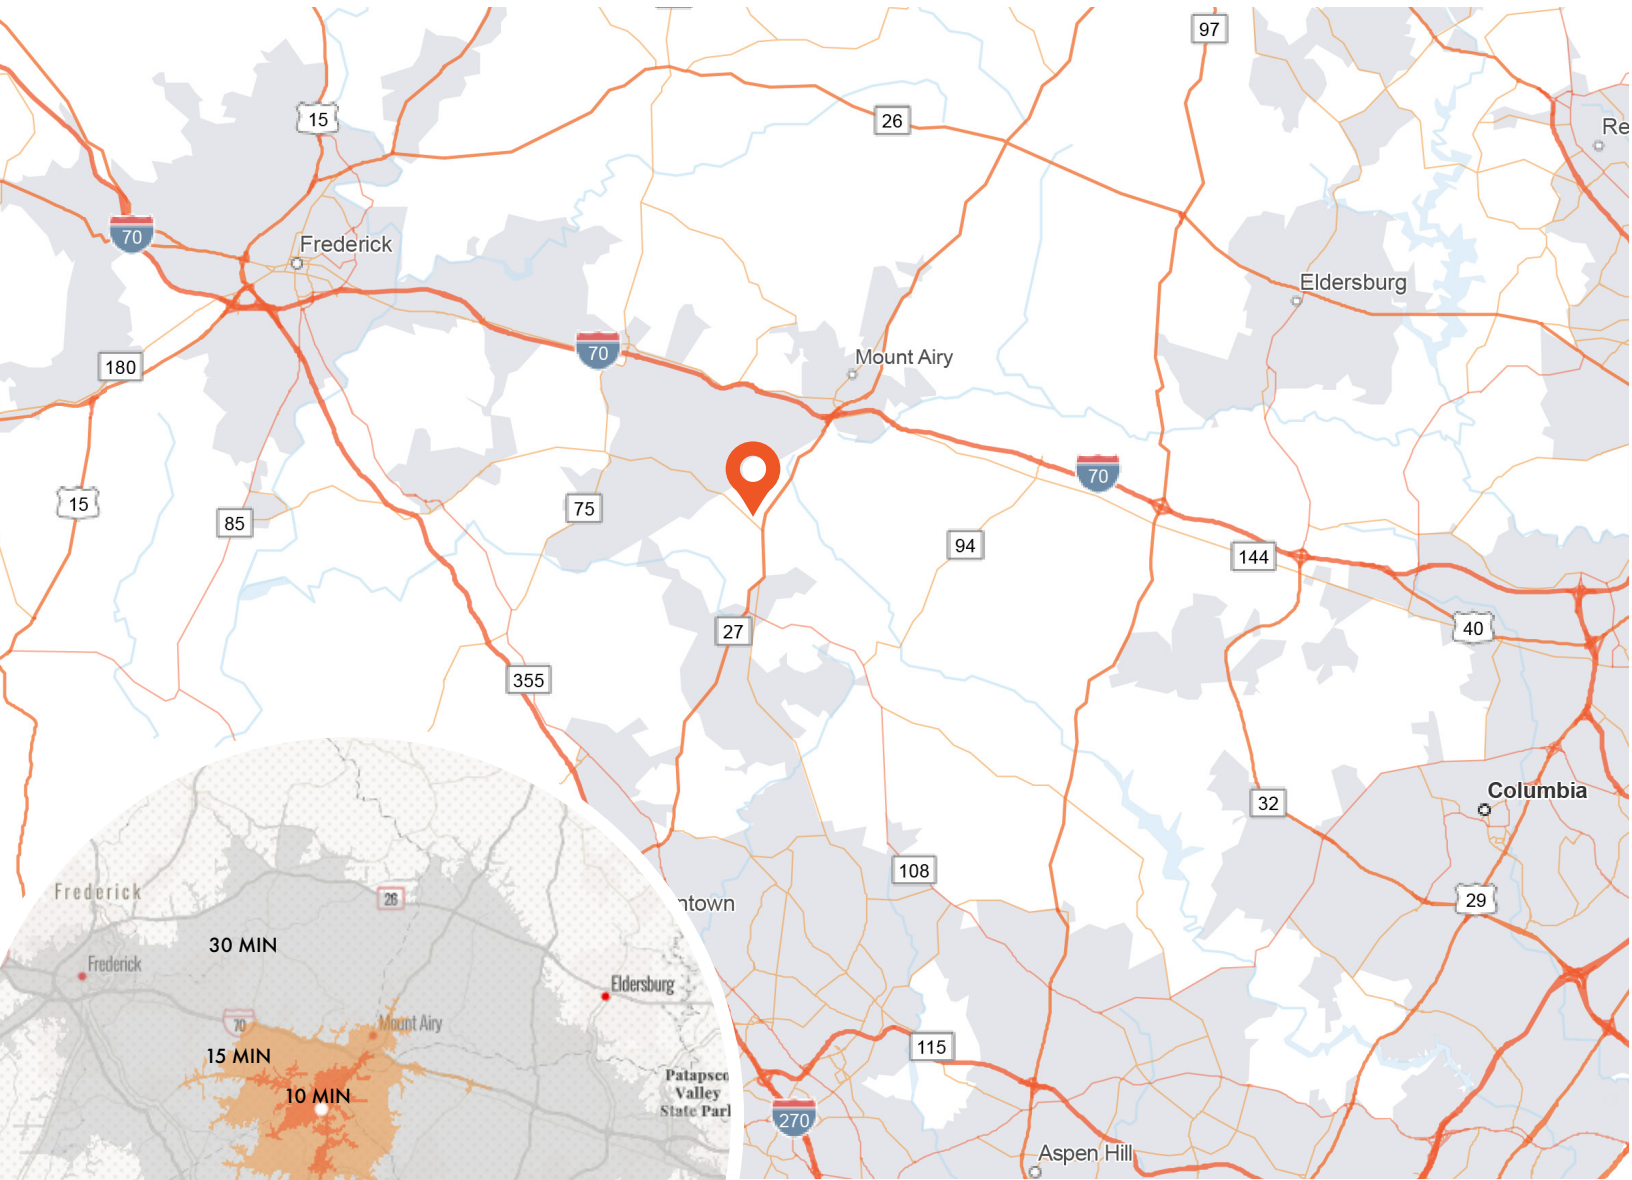 97
15
26
Re
70
Frederick
Eldersburg
70
Mount Airy
180
70
15
85
75
94
144
27
40
355
Columbia
32
108
29
ntown
115
270
Aspen Hill
Frederick
26
30 MIN
Frederick
Eldersburg
70
Mount Airy
15 MIN
10 MIN
Patapsco
Valley
State Park